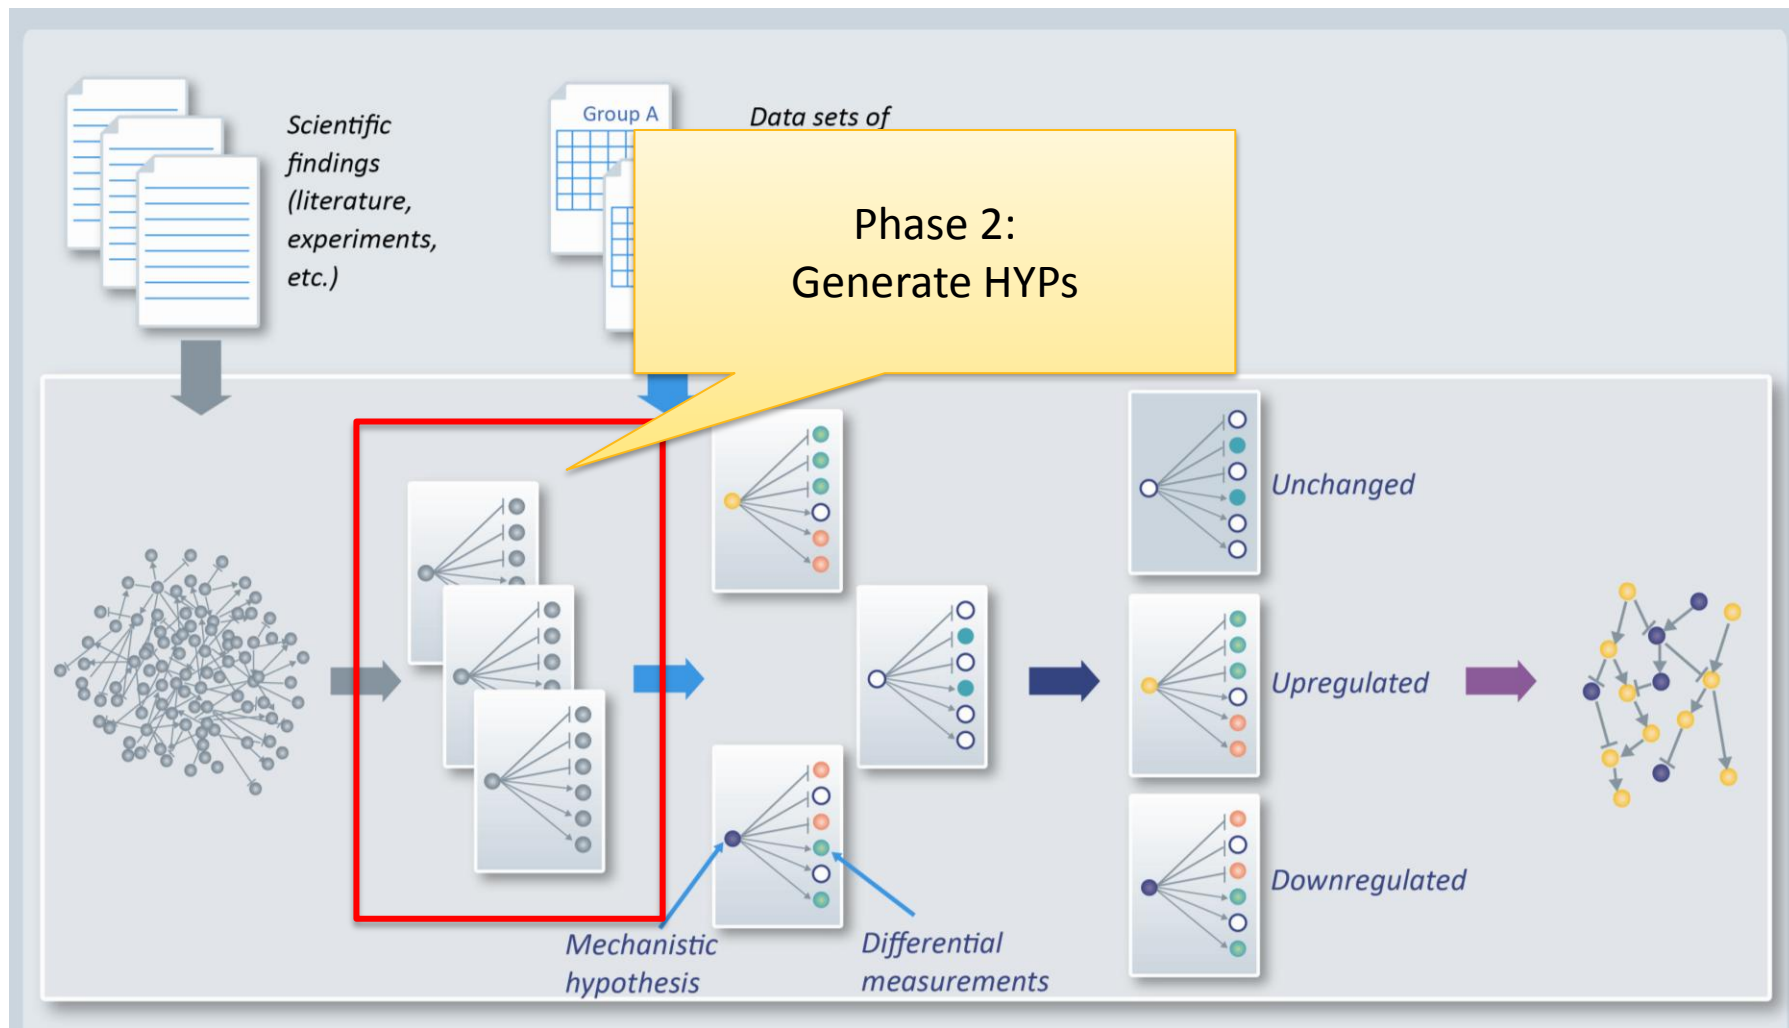 Scientific
findings
(literature,
experiments,
etc.)
Group A
Data sets of
Phase 2:
Generate HYPs
Unchanged
Upregulated
Downregulated
Mechanistic
hypothesis
Differential
measurements